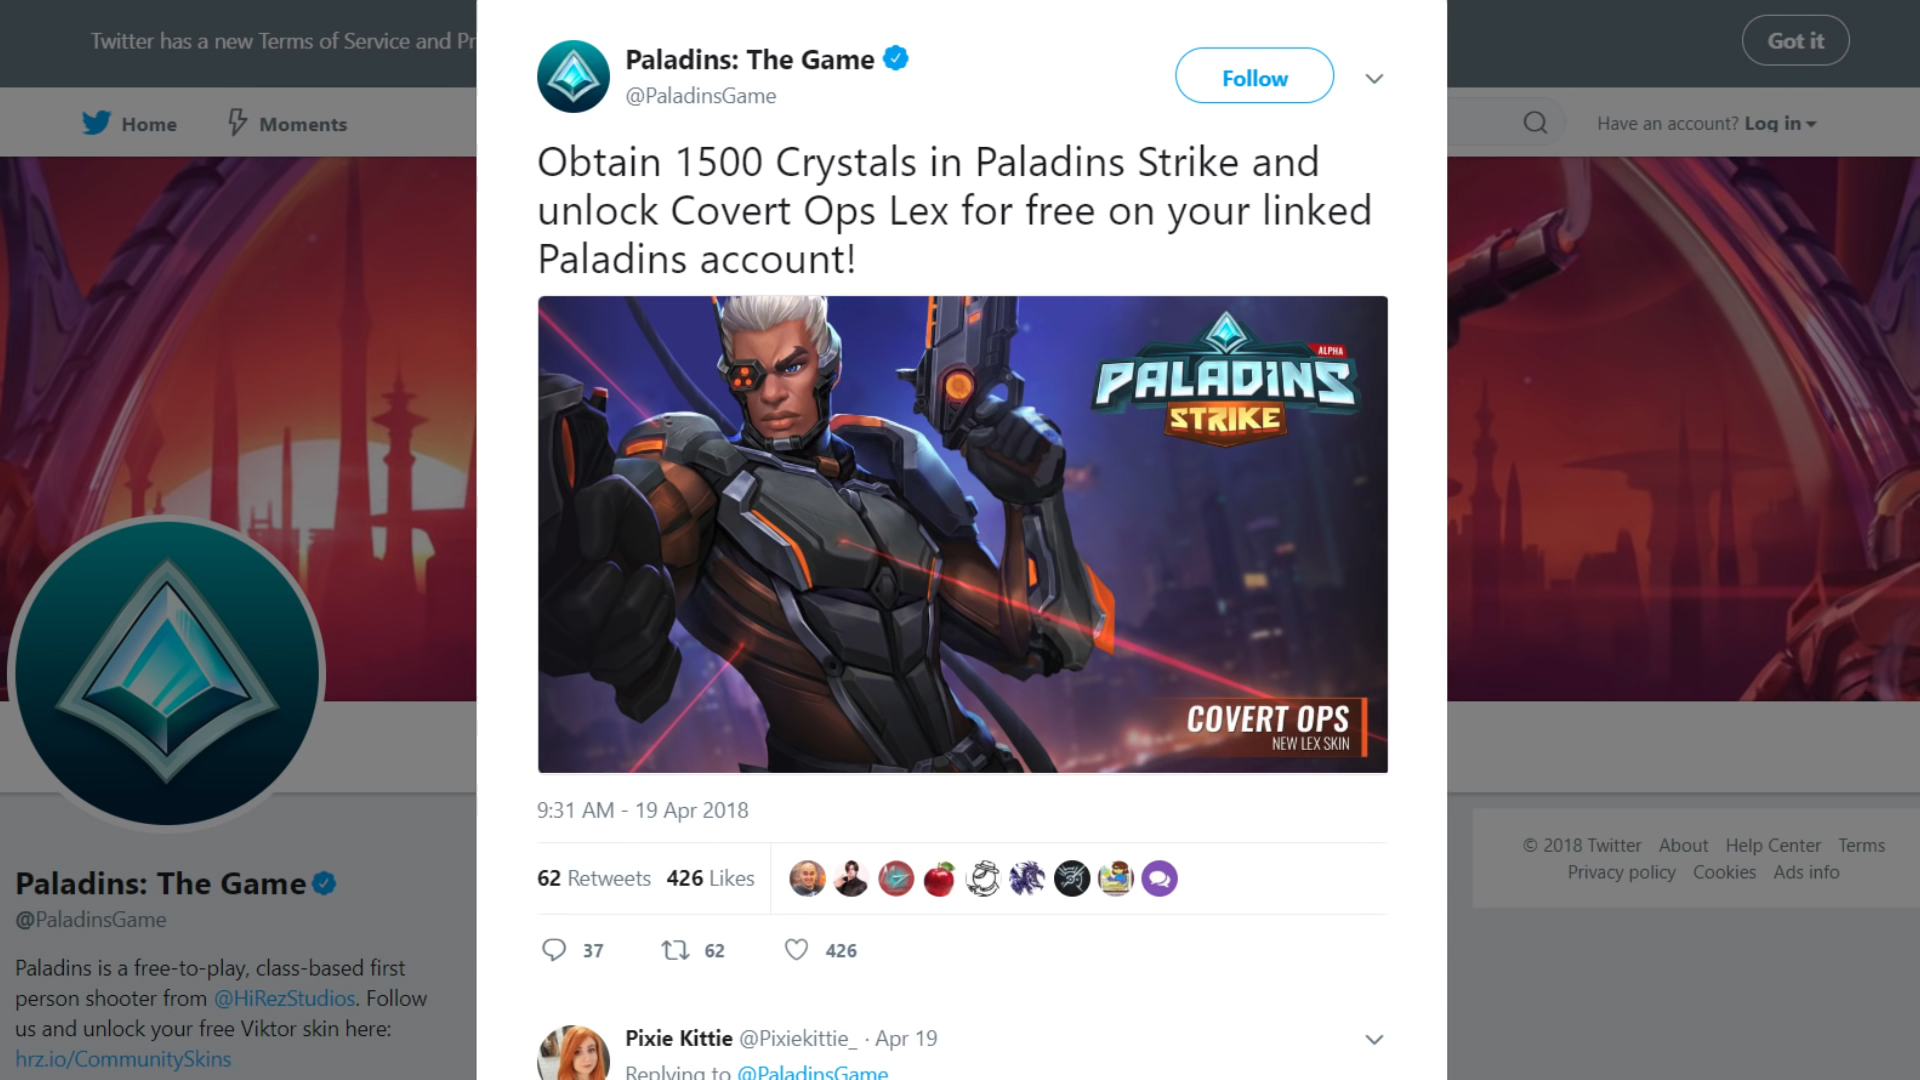 Twitter has a new Terms of Service and Pr
Got it
Home
Moments
Have an account? Log in
Paladins: The Game
@PaladinsGame
Follow
Obtain 1500 Crystals in Paladins Strike and
unlock Covert Ops Lex for free on your linked
Paladins account!
ALPHA
PALADINS
STRIKE
COVERT OPS
NEW LEX SKIN
9:31 AM - 19 Apr 2018
62 Retweets 426 Likes
37 62 426
Pixie Kittie @Pixiekittie_ · Apr 19
Replying to @PaladinsGame
Paladins: The Game
@PaladinsGame
Paladins is a free-to-play, class-based first
person shooter from @HiRezStudios. Follow
us and unlock your free Viktor skin here:
hrz.io/CommunitySkins
© 2018 Twitter About Help Center Terms
Privacy policy Cookies Ads info